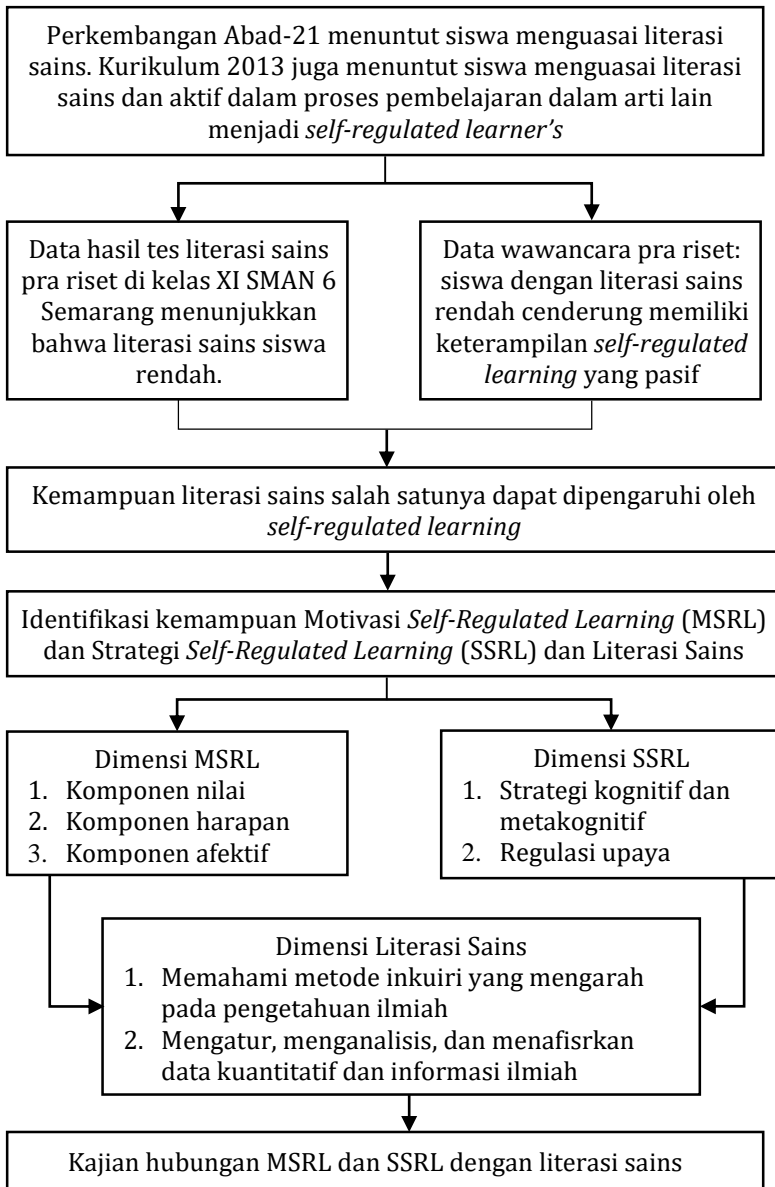 Perkembangan Abad-21 menuntut siswa menguasai literasi
sains. Kurikulum 2013 juga menuntut siswa menguasai literasi
sains dan aktif dalam proses pembelajaran dalam arti lain
menjadi self-regulated learner's
Data hasil tes literasi sains
pra riset di kelas XI SMAN 6
Semarang menunjukkan
bahwa literasi sains siswa
rendah.
Data wawancara pra riset:
siswa dengan literasi sains
rendah cenderung memiliki
keterampilan self-regulated
learning yang pasif
Kemampuan literasi sains salah satunya dapat dipengaruhi oleh
self-regulated learning
Identifikasi kemampuan Motivasi Self-Regulated Learning (MSRL)
dan Strategi Self-Regulated Learning (SSRL) dan Literasi Sains
Dimensi MSRL
1. Komponen nilai
2. Komponen harapan
3. Komponen afektif
Dimensi SSRL
1. Strategi kognitif dan
metakognitif
2. Regulasi upaya
Dimensi Literasi Sains
1. Memahami metode inkuiri yang mengarah
pada pengetahuan ilmiah
2. Mengatur, menganalisis, dan menafisrkan
data kuantitatif dan informasi ilmiah
Kajian hubungan MSRL dan SSRL dengan literasi sains